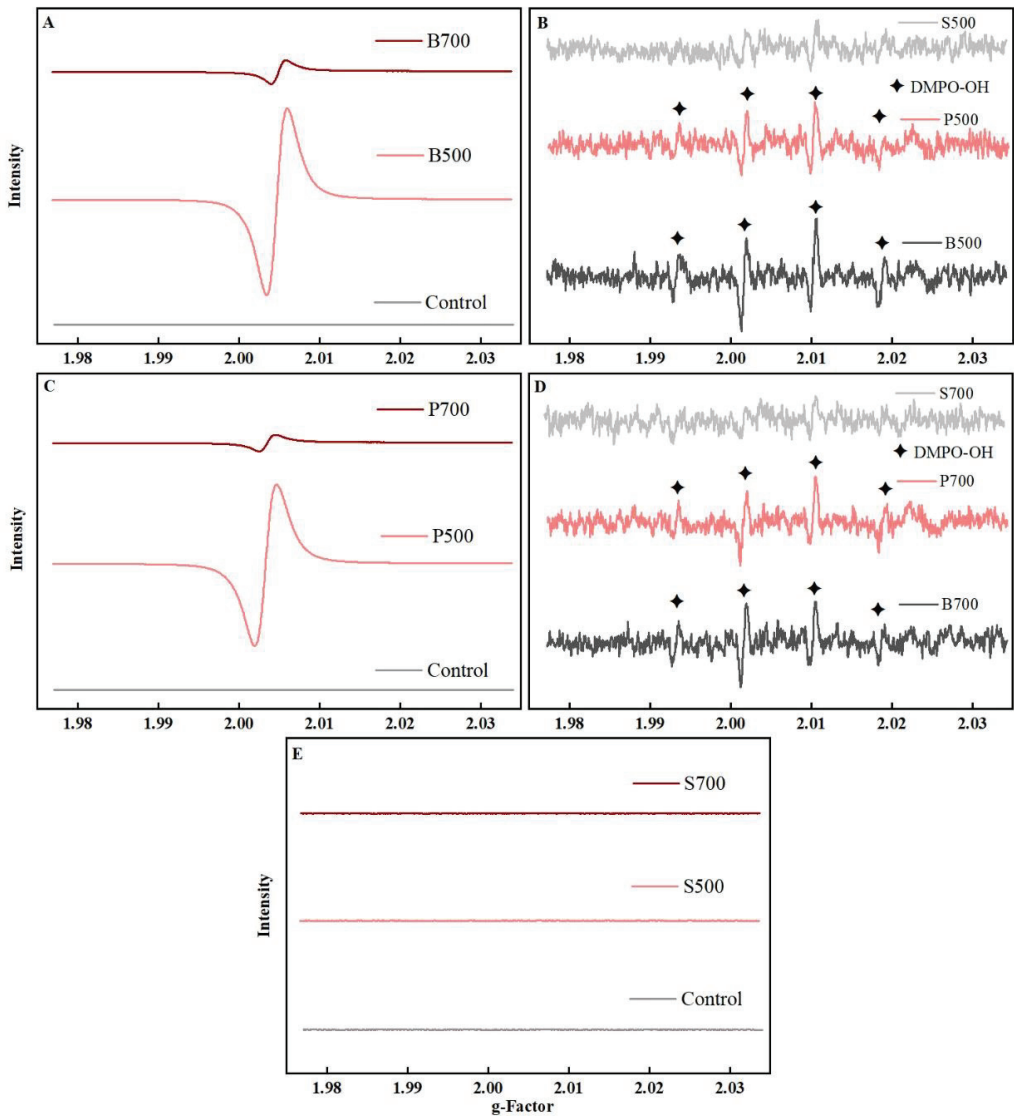 A
B700
B500
Control
Intensity
1.98 1.99 2.00 2.01 2.02 2.03
B
S500
DMPO-OH
P500
B500
1.98 1.99 2.00 2.01 2.02 2.03
C
P700
P500
Control
Intensity
1.98 1.99 2.00 2.01 2.02 2.03
D
S700
DMPO-OH
P700
B700
1.98 1.99 2.00 2.01 2.02 2.03
E
S700
S500
Control
Intensity
1.98 1.99 2.00 2.01 2.02 2.03
g-Factor